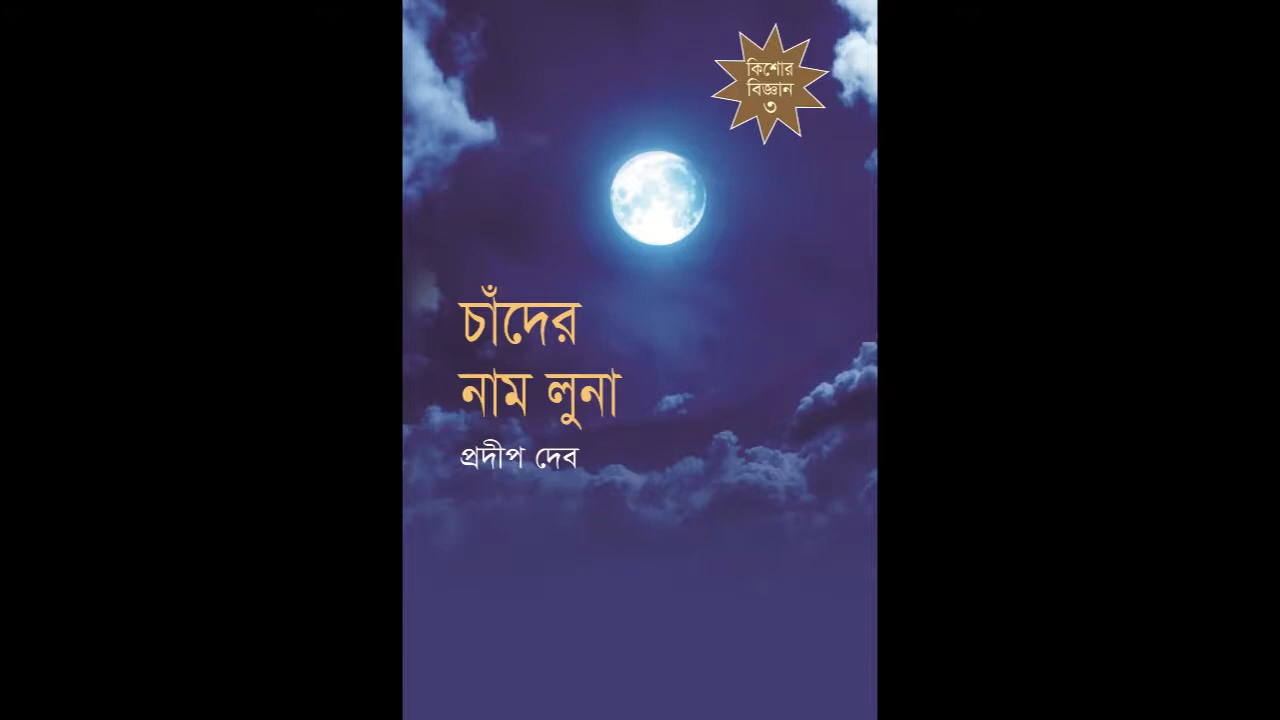 কিশোর
বিজ্ঞান
৩
চাঁদের
নাম লুনা
প্রদীপ দেব